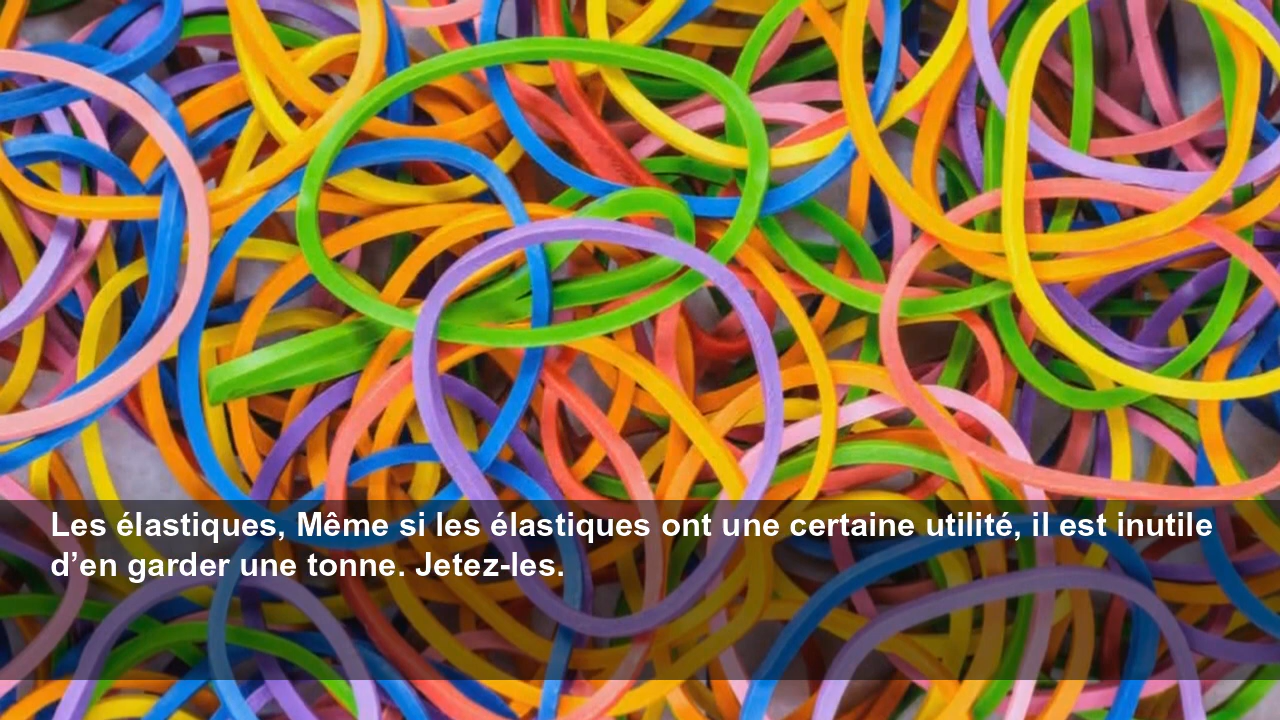 Les élastiques, Même si les élastiques ont une certaine utilité, il est inutile
d’en garder une tonne. Jetez-les.